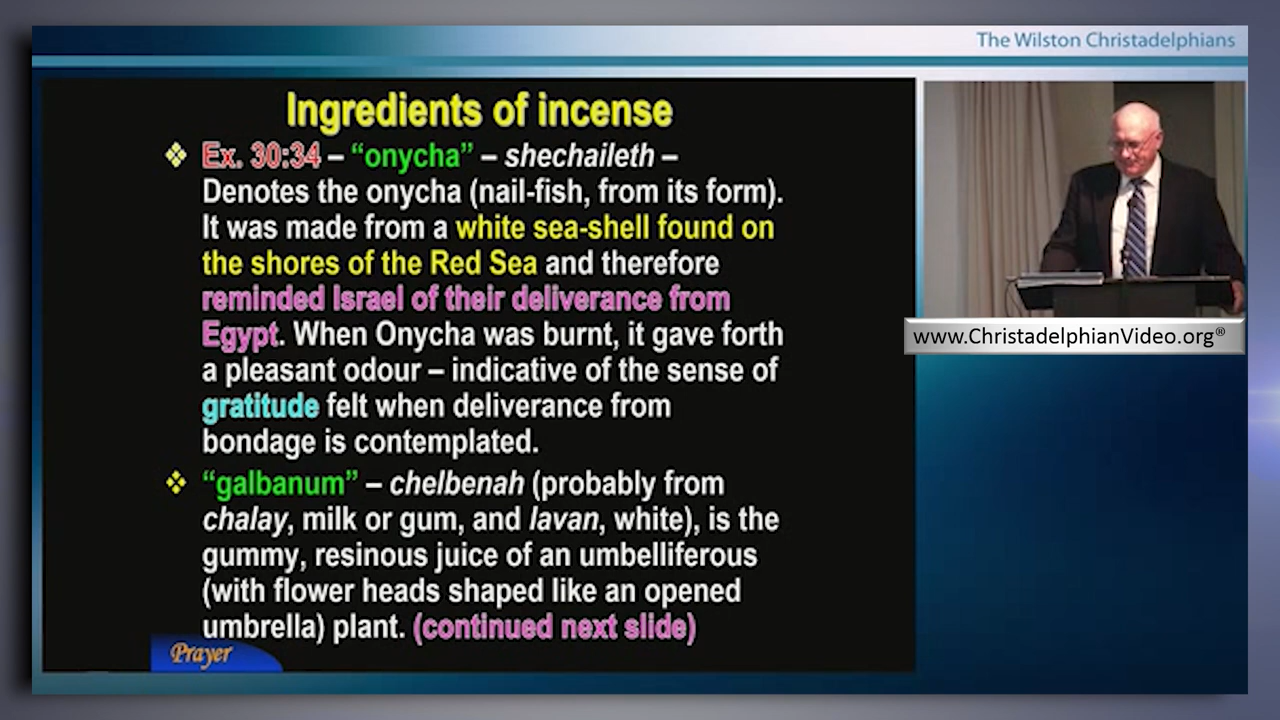 The Wilston Christadelphians
Ingredients of incense
Ex. 30:34 – “onycha” – shechaileth –
Denotes the onycha (nail-fish, from its form).
It was made from a white sea-shell found on
the shores of the Red Sea and therefore
reminded Israel of their deliverance from
Egypt. When Onycha was burnt, it gave forth
a pleasant odour – indicative of the sense of
gratitude felt when deliverance from
bondage is contemplated.
“galbanum” – chelbenah (probably from
chalay, milk or gum, and lavan, white), is the
gummy, resinous juice of an umbelliferous
(with flower heads shaped like an opened
umbrella) plant. (continued next slide)
Prayer
www.ChristadelphianVideo.org®